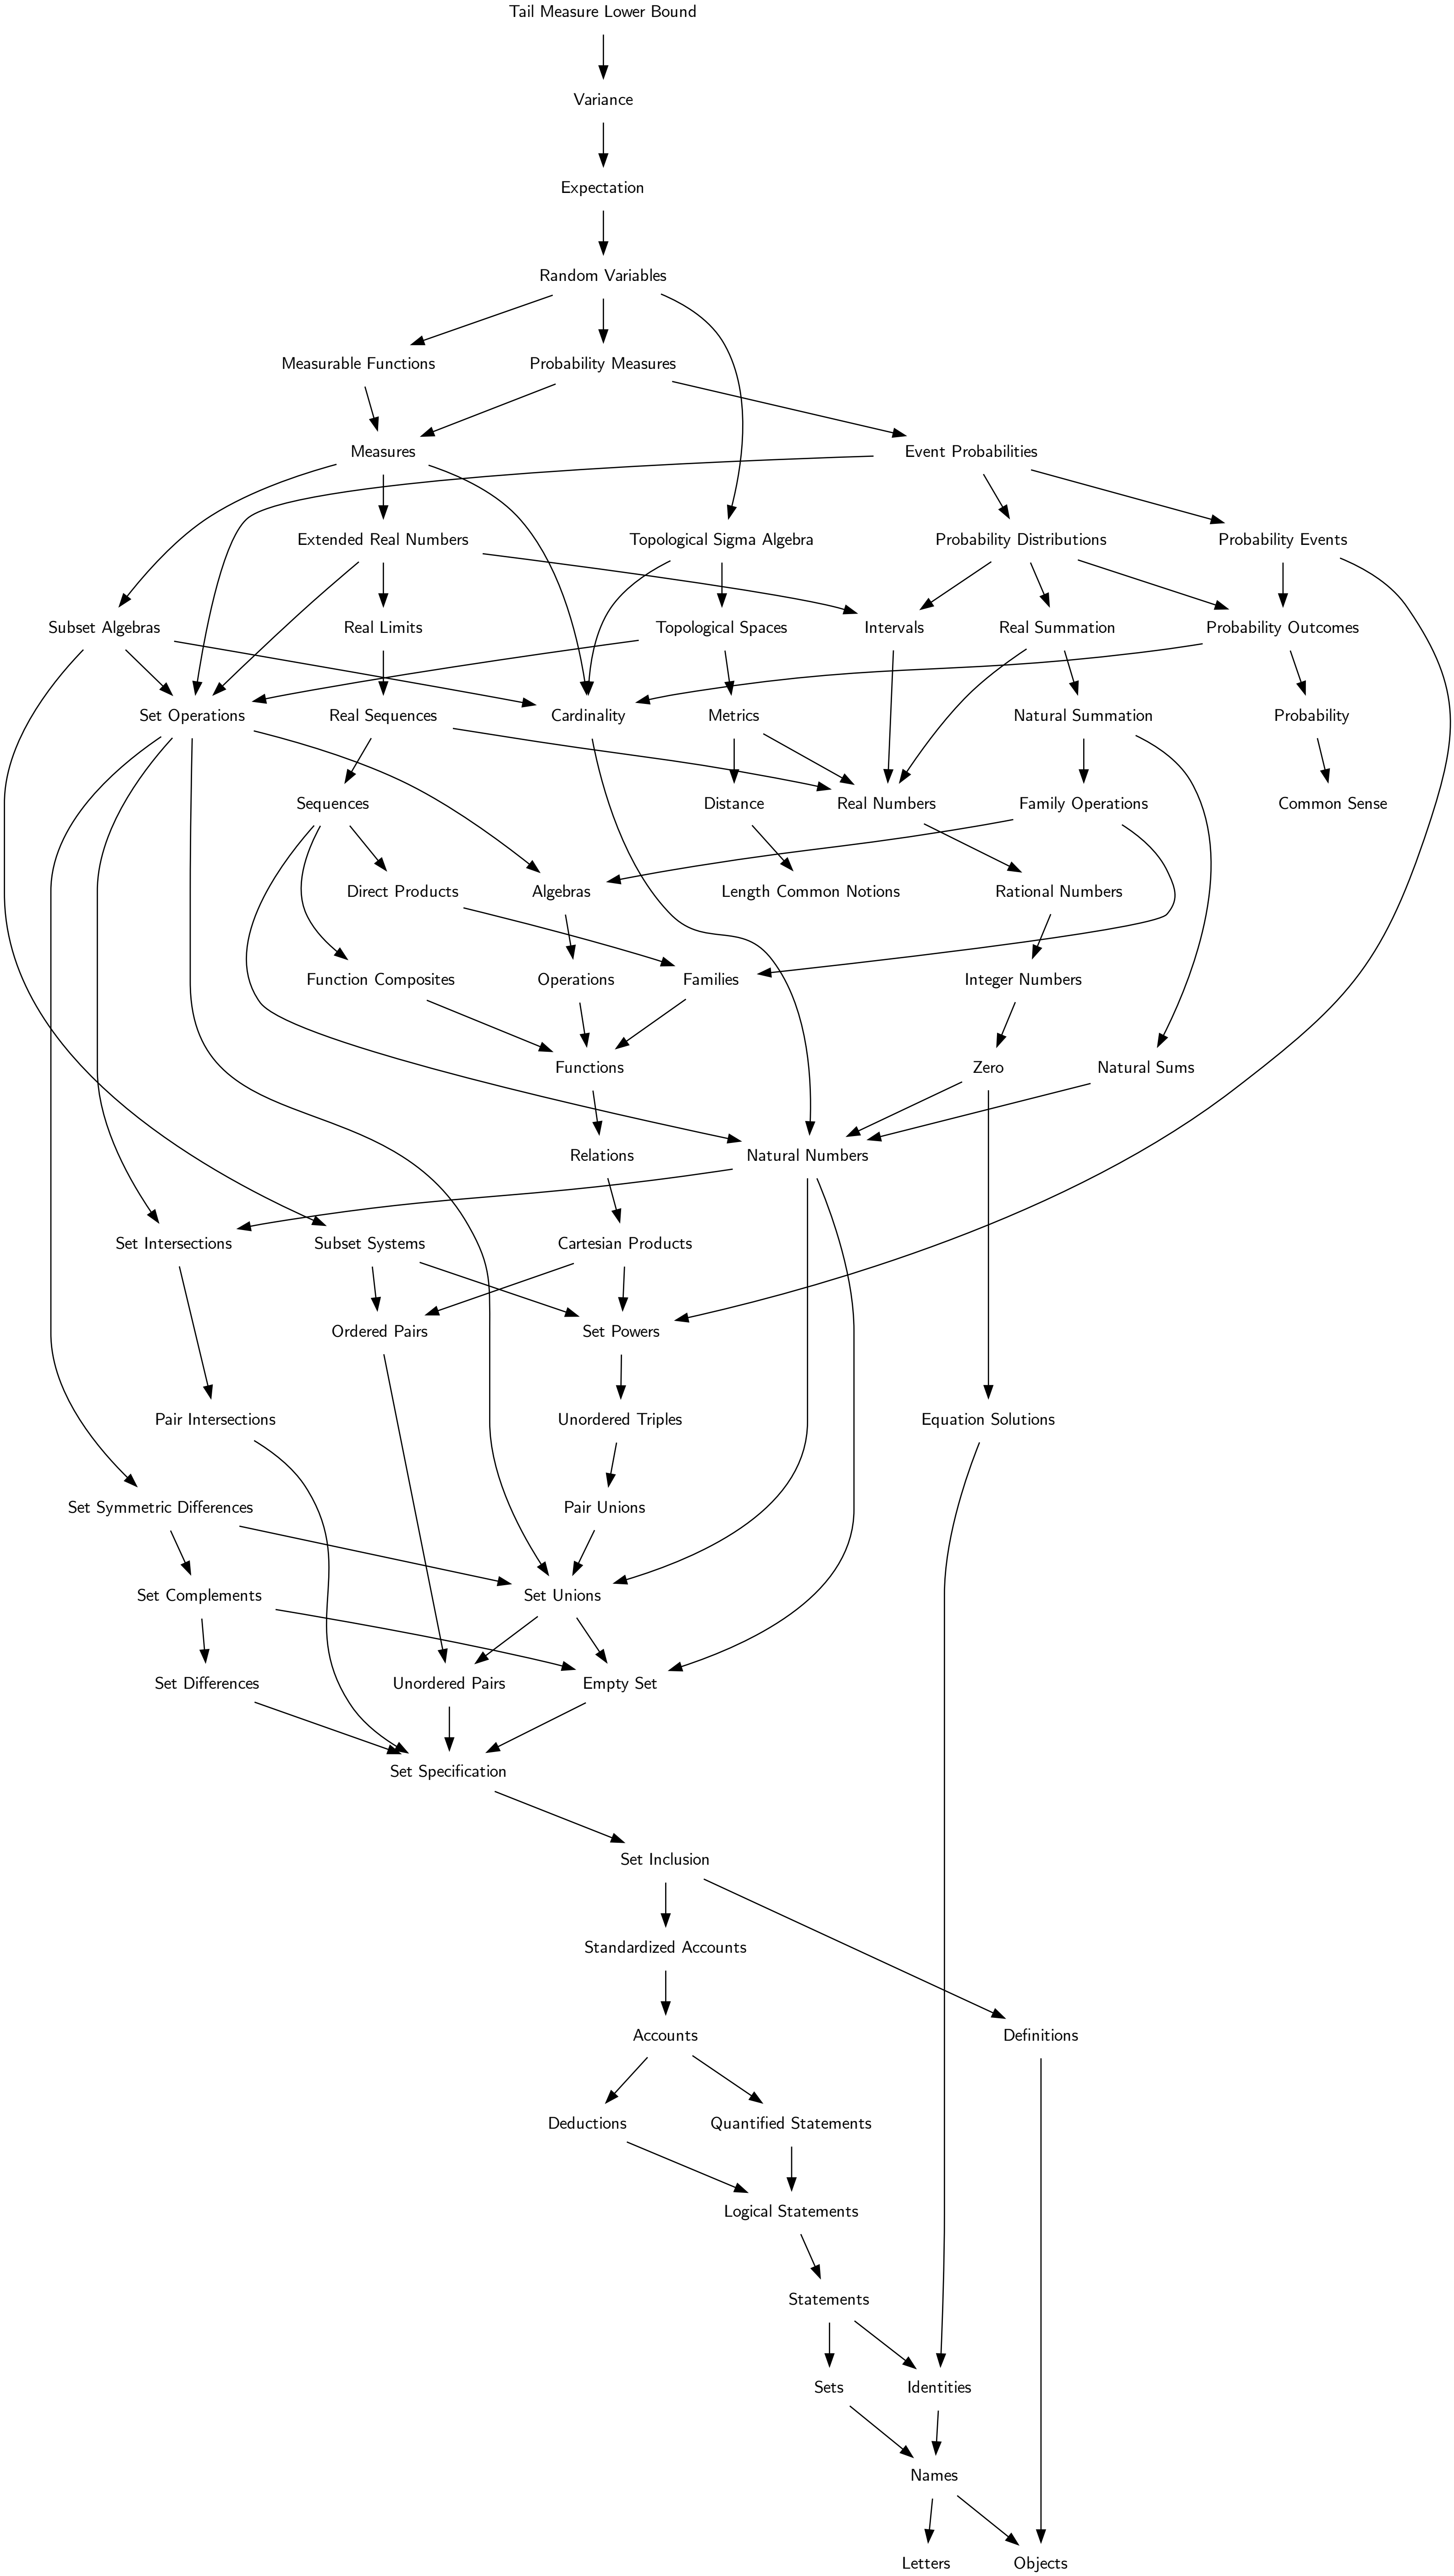 Tail Measure Lower Bound
Variance
Expectation
Random Variables
Measurable Functions
Probability Measures
Measures
Event Probabilities
Extended Real Numbers
Topological Sigma Algebra
Probability Distributions
Probability Events
Subset Algebras
Real Limits
Topological Spaces
Intervals
Real Summation
Probability Outcomes
Set Operations
Real Sequences
Cardinality
Metrics
Natural Summation
Probability
Sequences
Distance
Real Numbers
Family Operations
Common Sense
Direct Products
Algebras
Length Common Notions
Rational Numbers
Function Composites
Operations
Families
Integer Numbers
Functions
Zero
Natural Sums
Relations
Natural Numbers
Set Intersections
Subset Systems
Cartesian Products
Ordered Pairs
Set Powers
Pair Intersections
Unordered Triples
Equation Solutions
Set Symmetric Differences
Pair Unions
Set Complements
Set Unions
Set Differences
Unordered Pairs
Empty Set
Set Specification
Set Inclusion
Standardized Accounts
Accounts
Definitions
Deductions
Quantified Statements
Logical Statements
Statements
Sets
Identities
Names
Letters
Objects